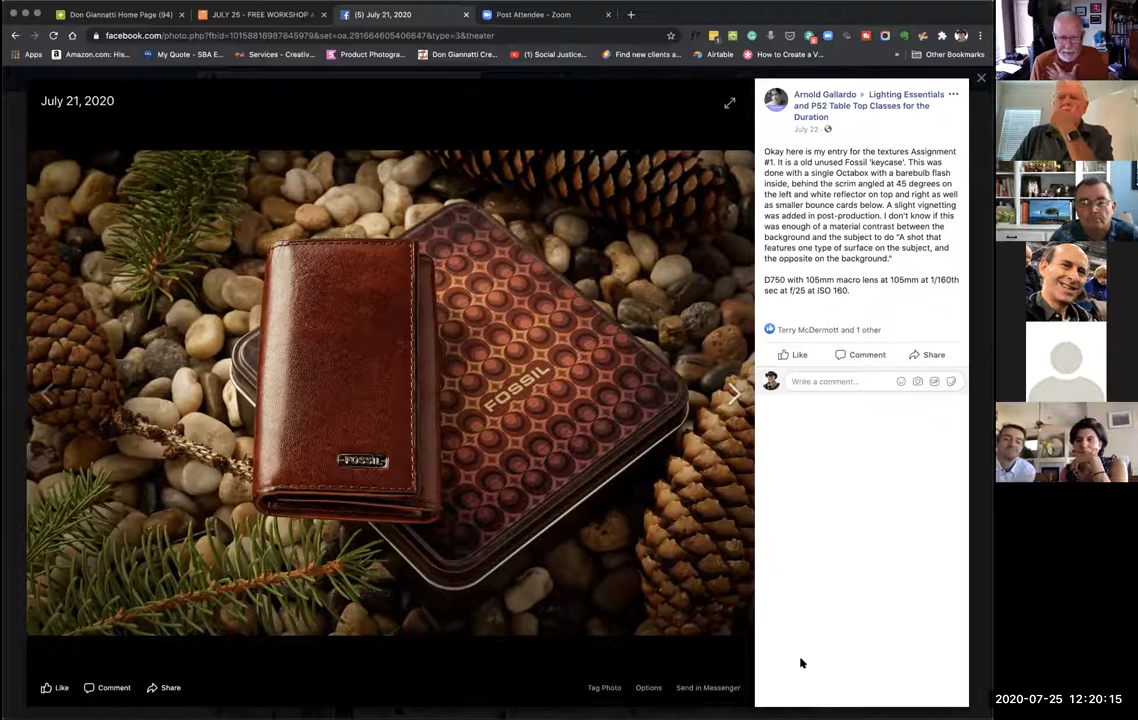 Don Giannatti Home Page (94)
JULY 25 - FREE WORKSHOP
(5) July 21, 2020
Post Attendee - Zoom
facebook.com/photo.php?fbid=10158816987845979&set=oa.291664605406647&type=3&theater
Apps
Amazon.com: Hom...
My Quote - SBA E...
Services - Creativ...
Product Photogra...
Don Giannatti Cre...
(1) Social Justice...
Find new clients a...
Airtable
How to Create a V...
»
Other Bookmarks
July 21, 2020
FOSSIL
FOSSIL
Like
Comment
Share
Tag Photo
Options
Send in Messenger
Arnold Gallardo ▸ Lighting Essentials
and P52 Table Top Classes for the
Duration
July 22 ·
Okay here is my entry for the textures Assignment
#1. It is a old unused Fossil 'keycase'. This was
done with a single Octabox with a barebulb flash
inside, behind the scrim angled at 45 degrees on
the left and white reflector on top and right as well
as smaller bounce cards below. A slight vignetting
was added in post-production. I don't know if this
was enough of a material contrast between the
background and the subject to do "A shot that
features one type of surface on the subject, and
the opposite on the background."
D750 with 105mm macro lens at 105mm at 1/160th
sec at f/25 at ISO 160.
Terry McDermott and 1 other
Like
Comment
Share
Write a comment...
2020-07-25 12:20:15